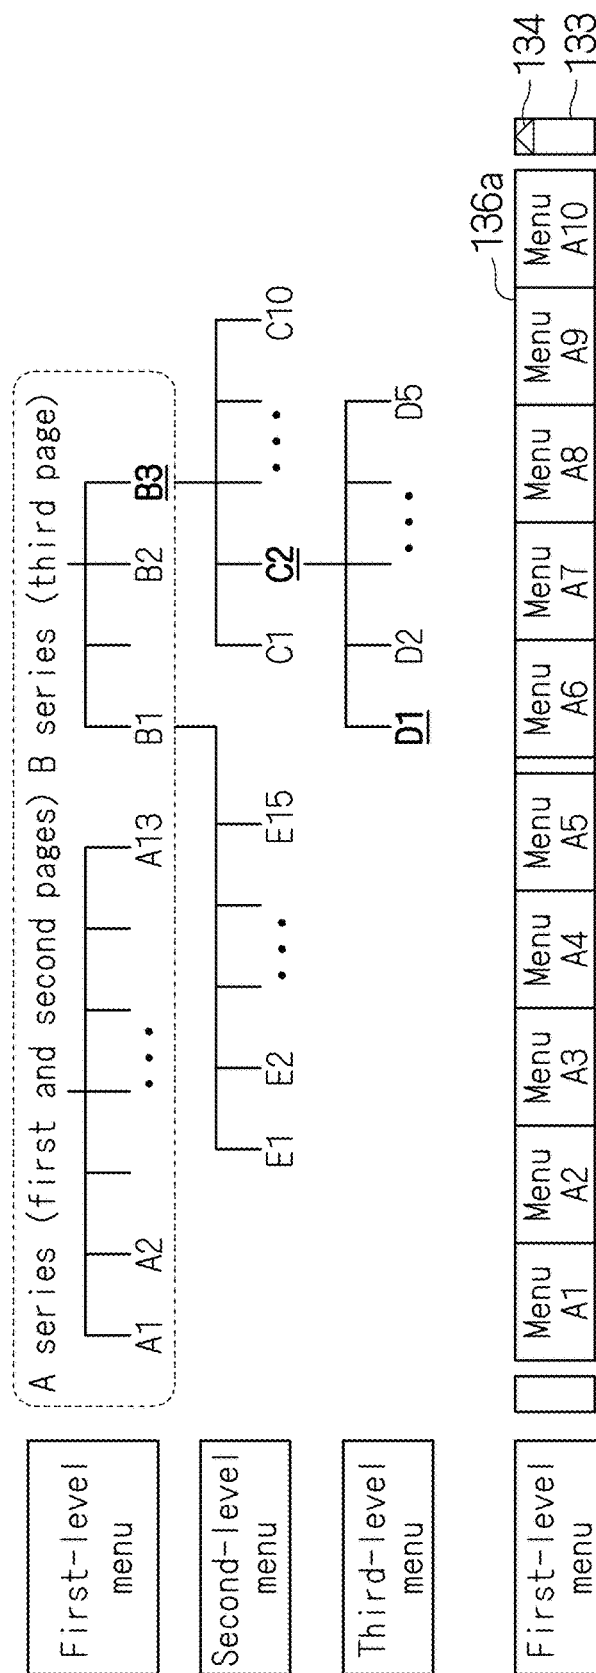 First-level
menu
A series (first and second pages) B series (third page)
A1 A2 ••• A13 B1 B2 B3
Second-level
menu
E1 E2 ••• E15 C1 C2 ••• C10
Third-level
menu
D1 D2 ••• D5
136a
134
133
First-level
menu
Menu
A1
Menu
A2
Menu
A3
Menu
A4
Menu
A5
Menu
A6
Menu
A7
Menu
A8
Menu
A9
Menu
A10